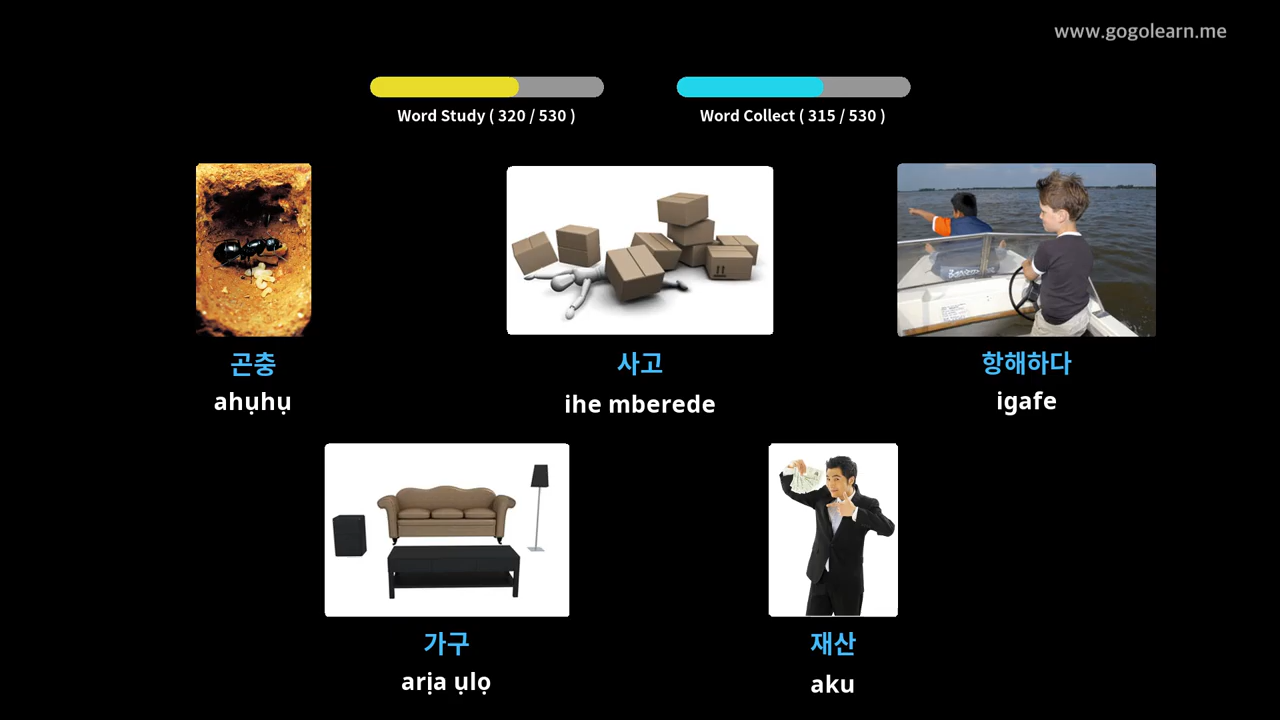 www.gogolearn.me
Word Study ( 320 / 530 )
Word Collect ( 315 / 530 )
곤충
ahụhụ
사고
ihe mberede
항해하다
igafe
가구
arịa ụlọ
재산
aku